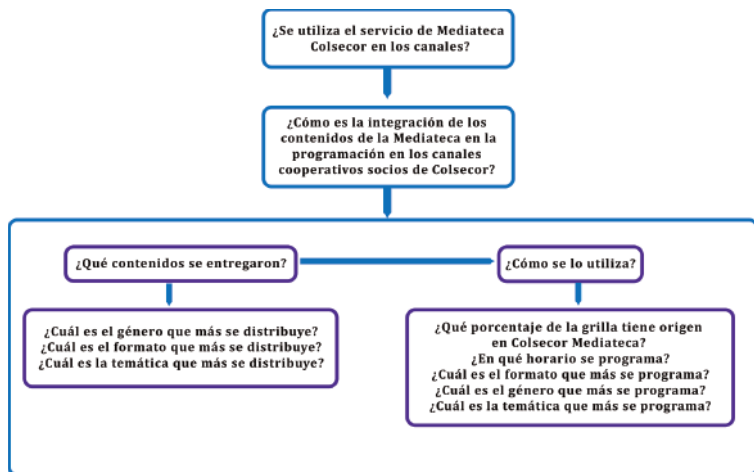 ¿Se utiliza el servicio de Mediateca
Colsecor en los canales?
¿Cómo es la integración de los
contenidos de la Mediateca en la
programación en los canales
cooperativos socios de Colsecor?
¿Qué contenidos se entregaron?
¿Cómo se lo utiliza?
¿Cuál es el género que más se distribuye?
¿Cuál es el formato que más se distribuye?
¿Cuál es la temática que más se distribuye?
¿Qué porcentaje de la grilla tiene origen
en Colsecor Mediateca?
¿En qué horario se programa?
¿Cuál es el formato que más se programa?
¿Cuál es el género que más se programa?
¿Cuál es la temática que más se programa?